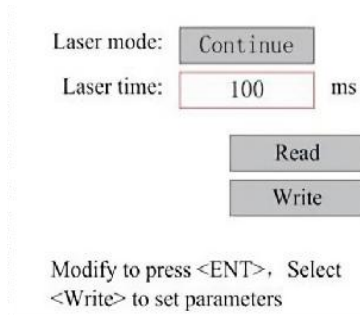 Laser mode: Continue
Laser time: 100 ms
Read
Write
Modify to press <ENT>, Select
<Write> to set parameters